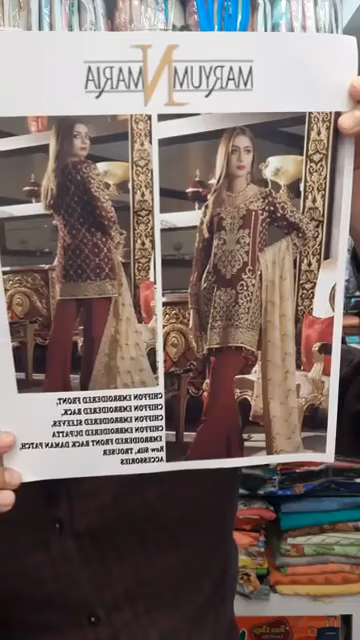 MARYUM N MARIA
CHIFFON EMBROIDERED FRONT,
CHIFFON EMBROIDERED BACK,
CHIFFON EMBROIDERED SLEEVES,
CHIFFON EMBROIDERED DUPATTA
EMBROIDERED FRONT BACK DAMAN PATCH,
RAW SILK TROUSER
ACCESSORIES